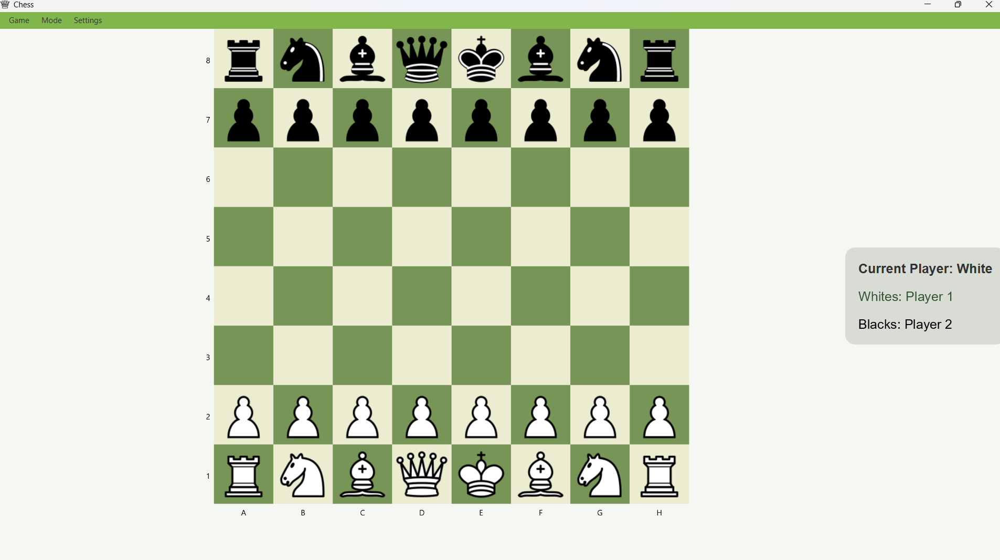 Chess
Game Mode Settings
8
7
6
5
4
3
2
1
A B C D E F G H
Current Player: White
Whites: Player 1
Blacks: Player 2